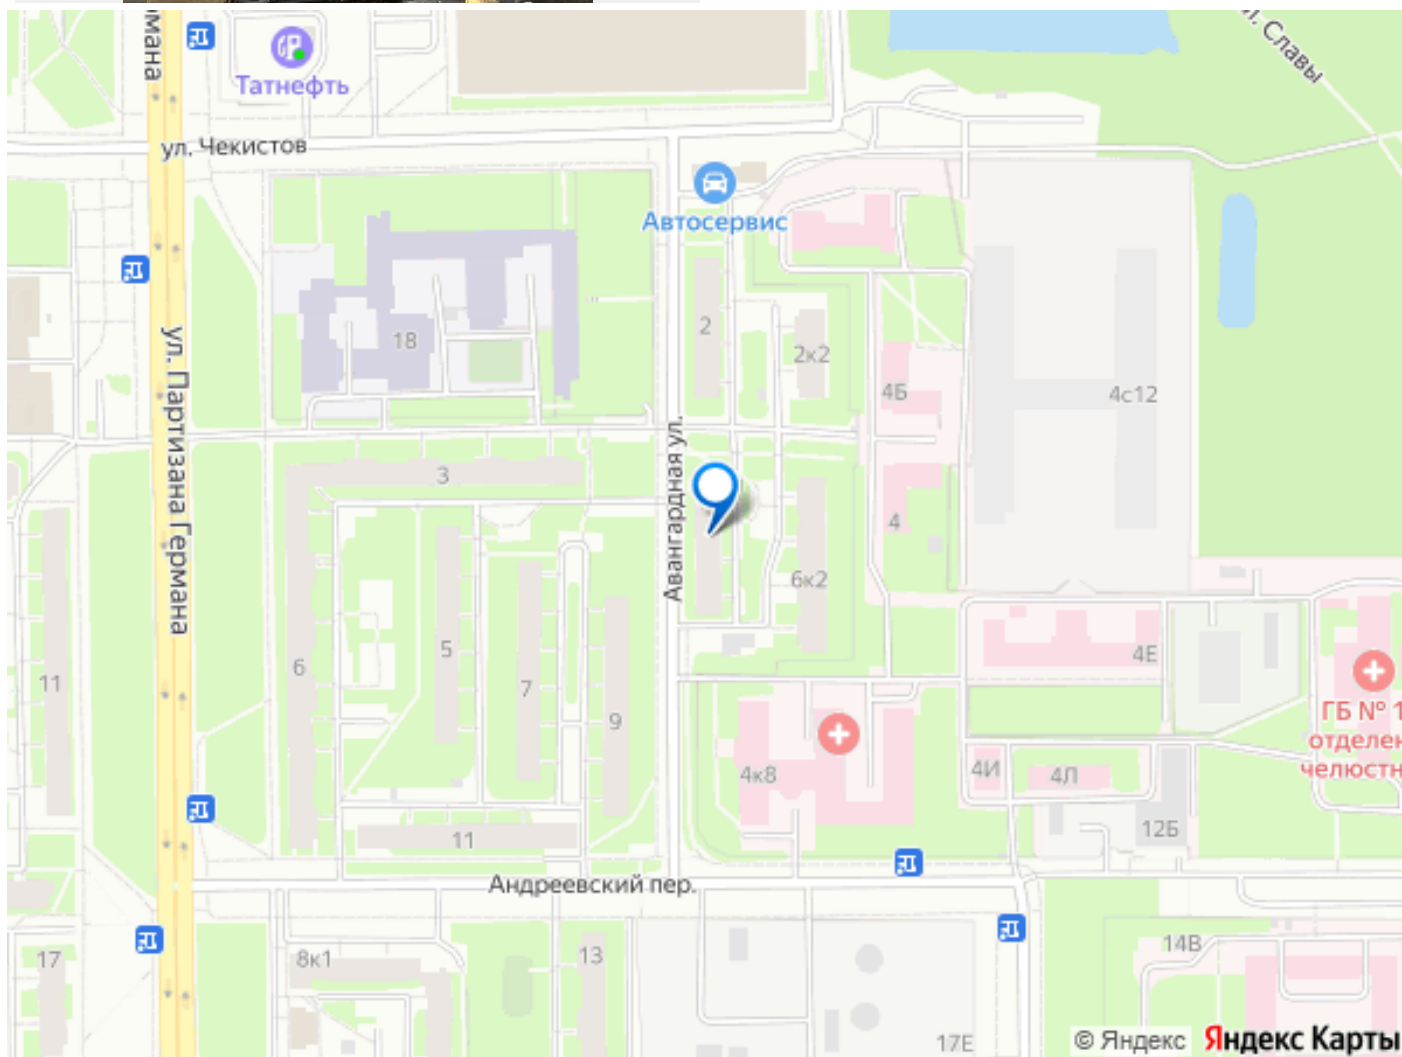 мана
Татнефть
л. Славы
ул. Чекистов
Автосервис
18
2
2к2
4Б
4с12
ул. Партизана Германа
Авангардная ул.
3
4
6к2
11
6
5
7
9
4Е
ГБ № 1
отделен
челюстн
4к8
4И
4Л
12Б
11
Андреевский пер.
17
8к1
13
14В
17Е
© Яндекс Яндекс Карты